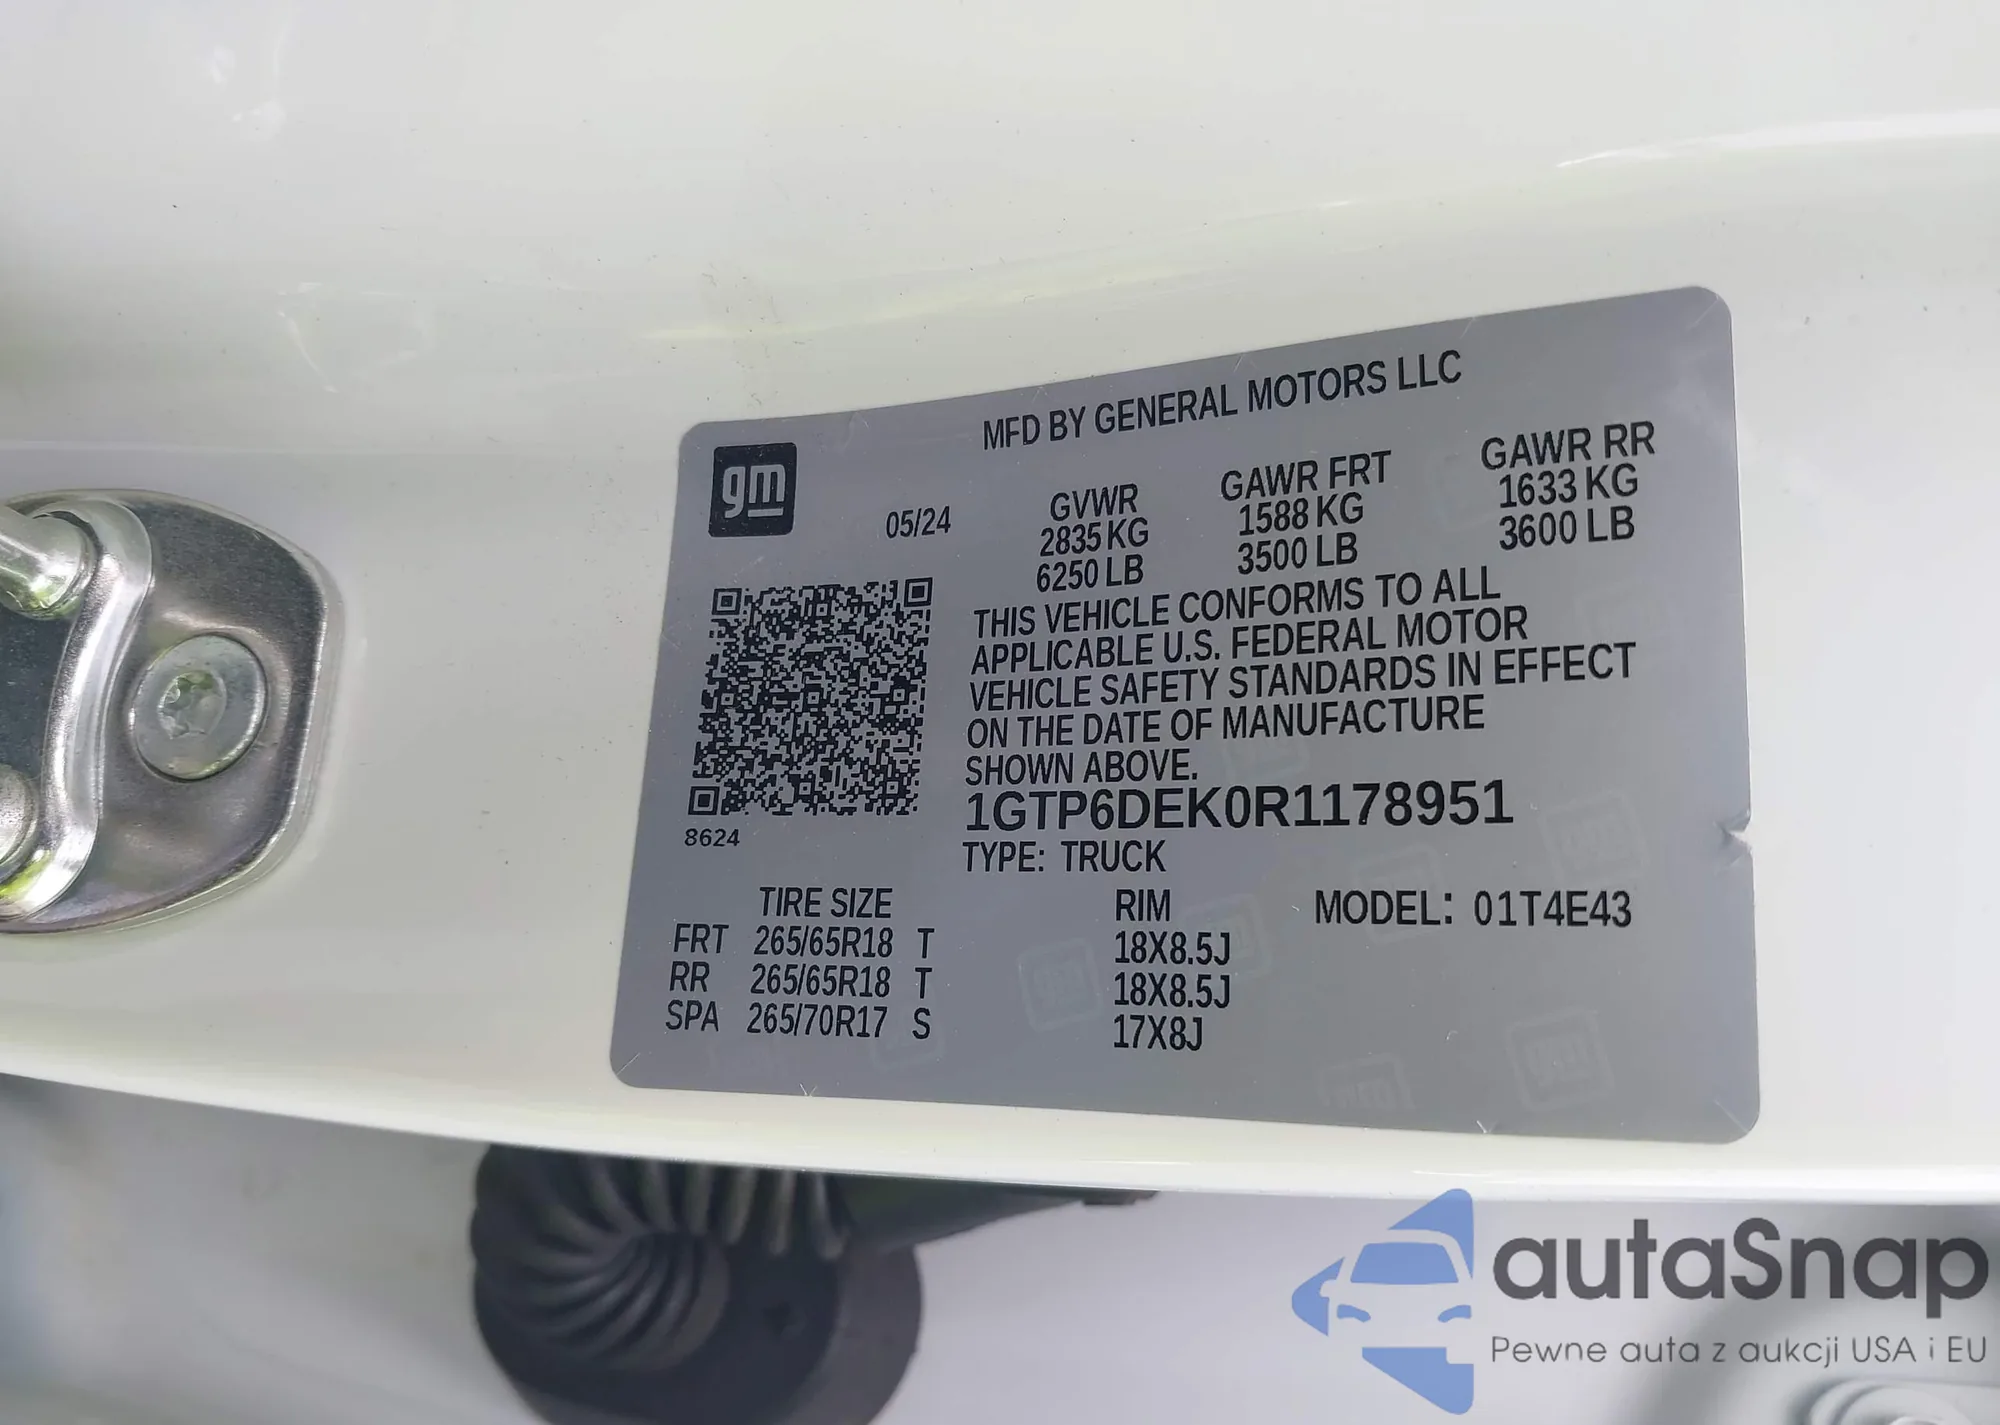 MFD BY GENERAL MOTORS LLC
gm
05/24
GVWR
2835 KG
6250 LB
GAWR FRT
1588 KG
3500 LB
GAWR RR
1633 KG
3600 LB
THIS VEHICLE CONFORMS TO ALL
APPLICABLE U.S. FEDERAL MOTOR
VEHICLE SAFETY STANDARDS IN EFFECT
ON THE DATE OF MANUFACTURE
SHOWN ABOVE.
1GTP6DEK0R1178951
8624
TYPE: TRUCK
TIRE SIZE RIM MODEL: 01T4E43
FRT 265/65R18 T 18X8.5J
RR 265/65R18 T 18X8.5J
SPA 265/70R17 S 17X8J
autaSnap
Pewne auta z aukcji USA i EU